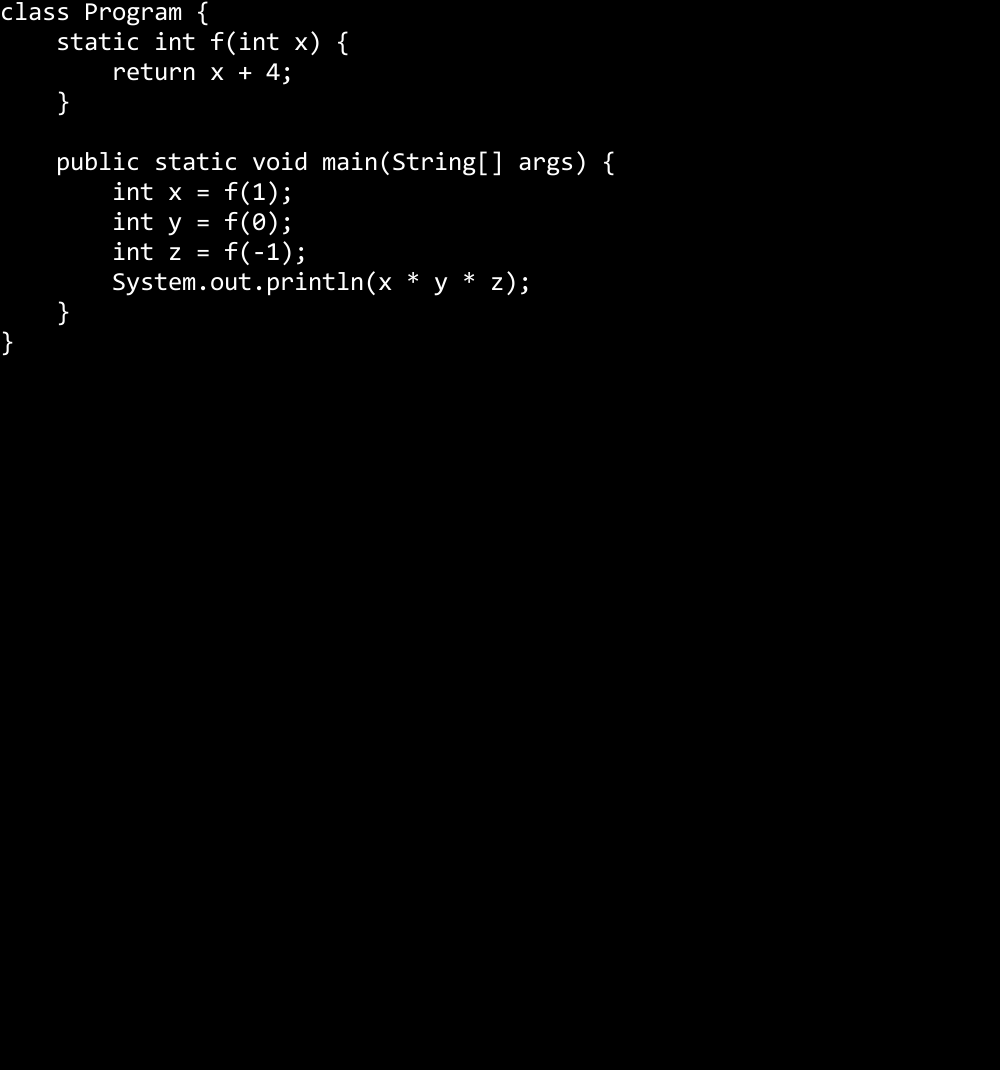 class Program {
    static int f(int x) {
        return x + 4;
    }

    public static void main(String[] args) {
        int x = f(1);
        int y = f(0);
        int z = f(-1);
        System.out.println(x * y * z);
    }
}